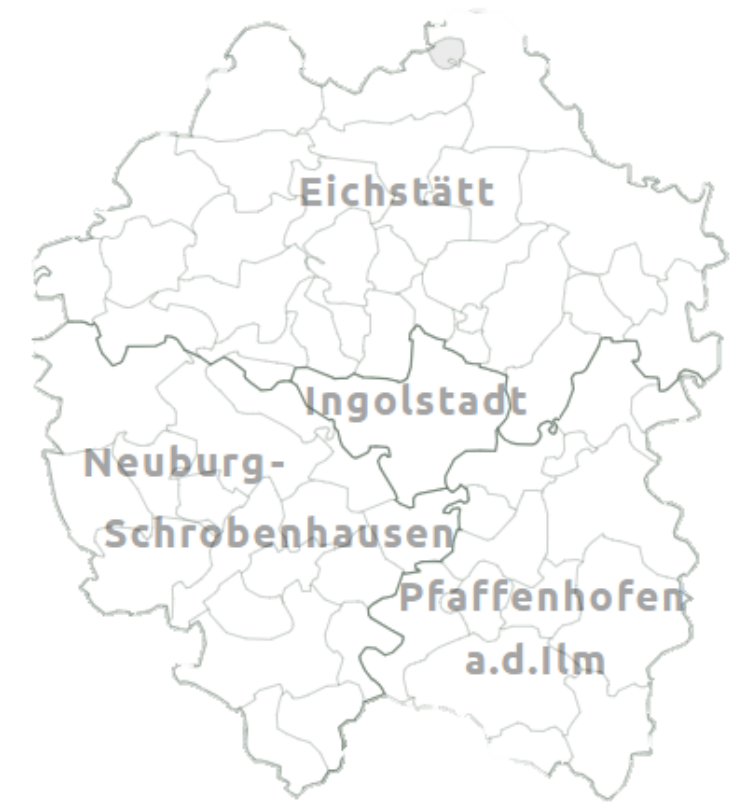 Eichstätt
Ingolstadt
Neuburg-
Schrobenhausen
Pfaffenhofen
a.d.Ilm